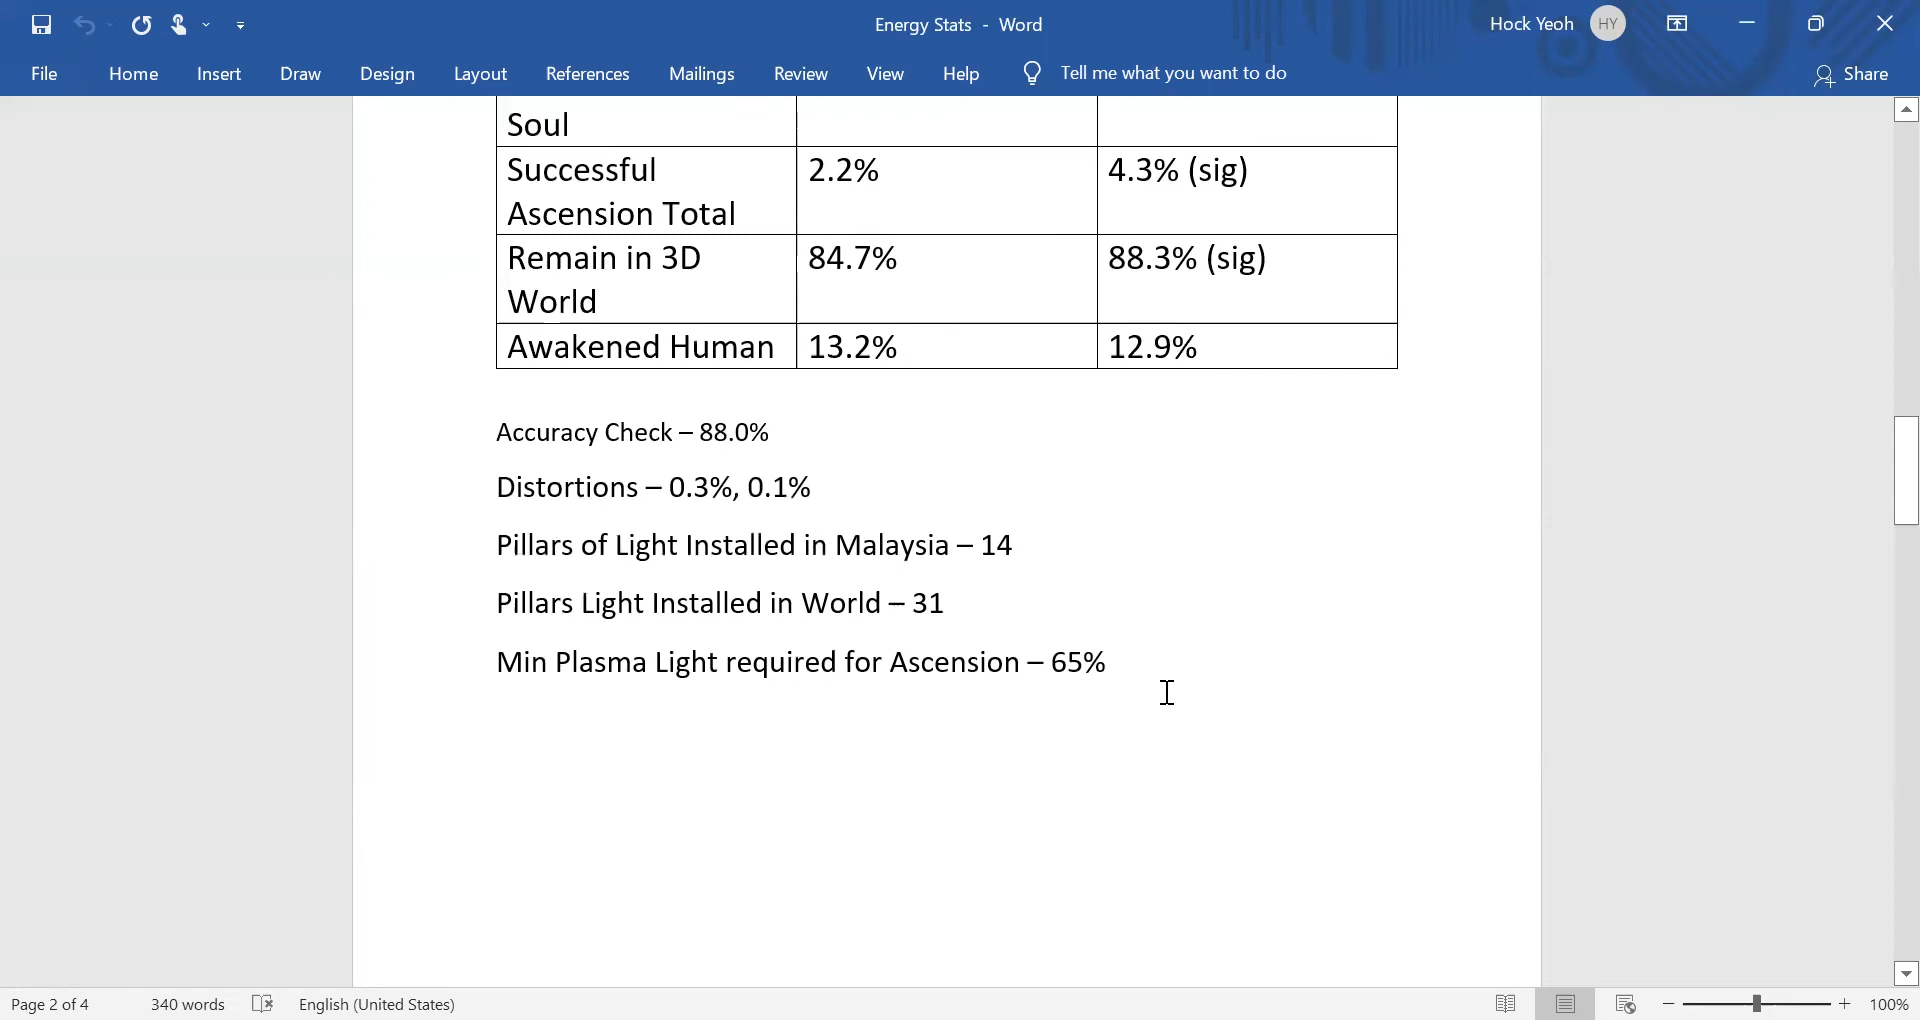 Energy Stats - Word
Hock Yeoh HY
File Home Insert Draw Design Layout References Mailings Review View Help Tell me what you want to do Share
Soul
Successful 2.2% 4.3% (sig)
Ascension Total
Remain in 3D 84.7% 88.3% (sig)
World
Awakened Human 13.2% 12.9%
Accuracy Check – 88.0%
Distortions – 0.3%, 0.1%
Pillars of Light Installed in Malaysia – 14
Pillars Light Installed in World – 31
Min Plasma Light required for Ascension – 65%
Page 2 of 4 340 words English (United States) 100%